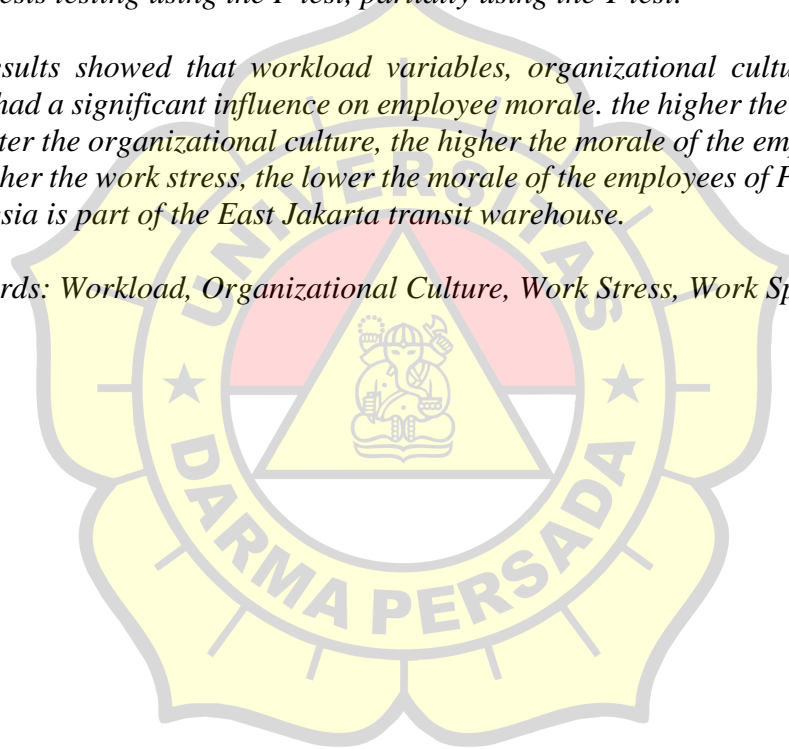 testing using the F test, partially using the T test.
esults showed that workload variables, organizational cultu
had a significant influence on employee morale. the higher the
ter the organizational culture, the higher the morale of the emp
her the work stress, the lower the morale of the employees of
sia is part of the East Jakarta transit warehouse.
rds: Workload, Organizational Culture, Work Stress, Work Sp
UNIVERSITAS
DARMA PERSADA